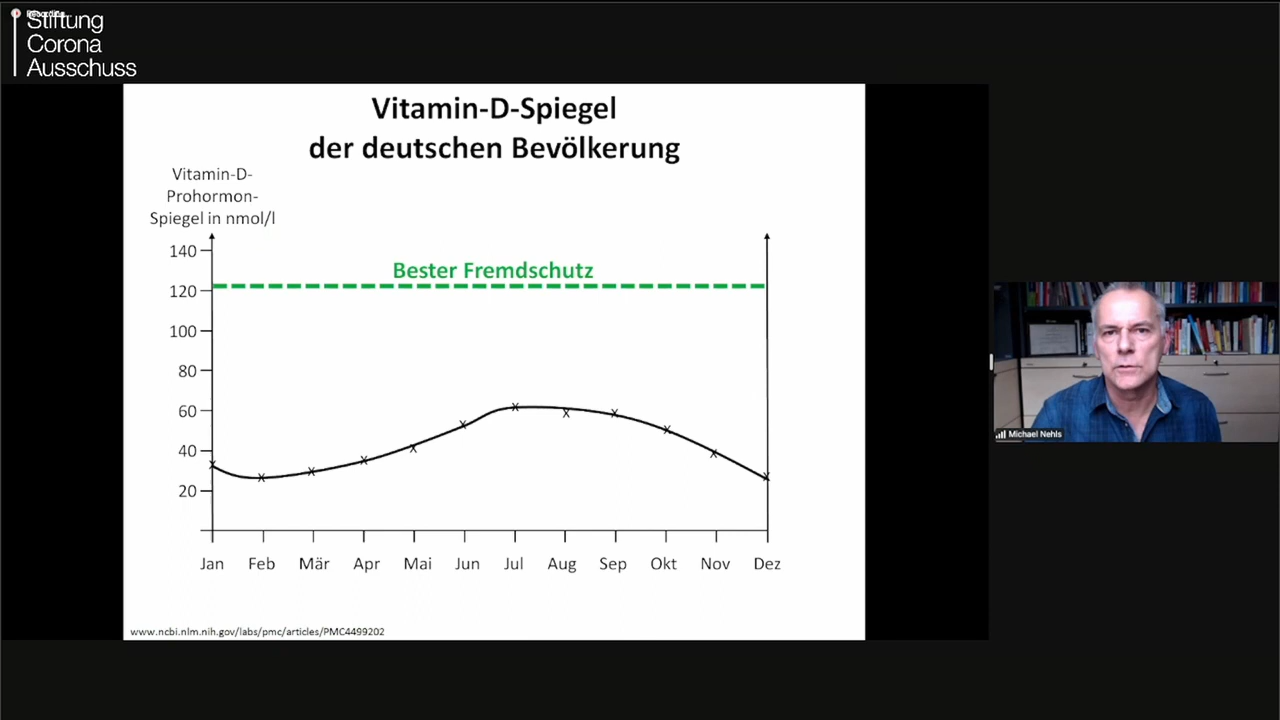 Stiftung
Corona
Ausschuss
Vitamin-D-Spiegel
der deutschen Bevölkerung
Vitamin-D-
Prohormon-
Spiegel in nmol/l
140
Bester Fremdschutz
120
100
80
60
40
20
Jan Feb Mär Apr Mai Jun Jul Aug Sep Okt Nov Dez
www.ncbi.nlm.nih.gov/labs/pmc/articles/PMC4499202
Michael Nehls